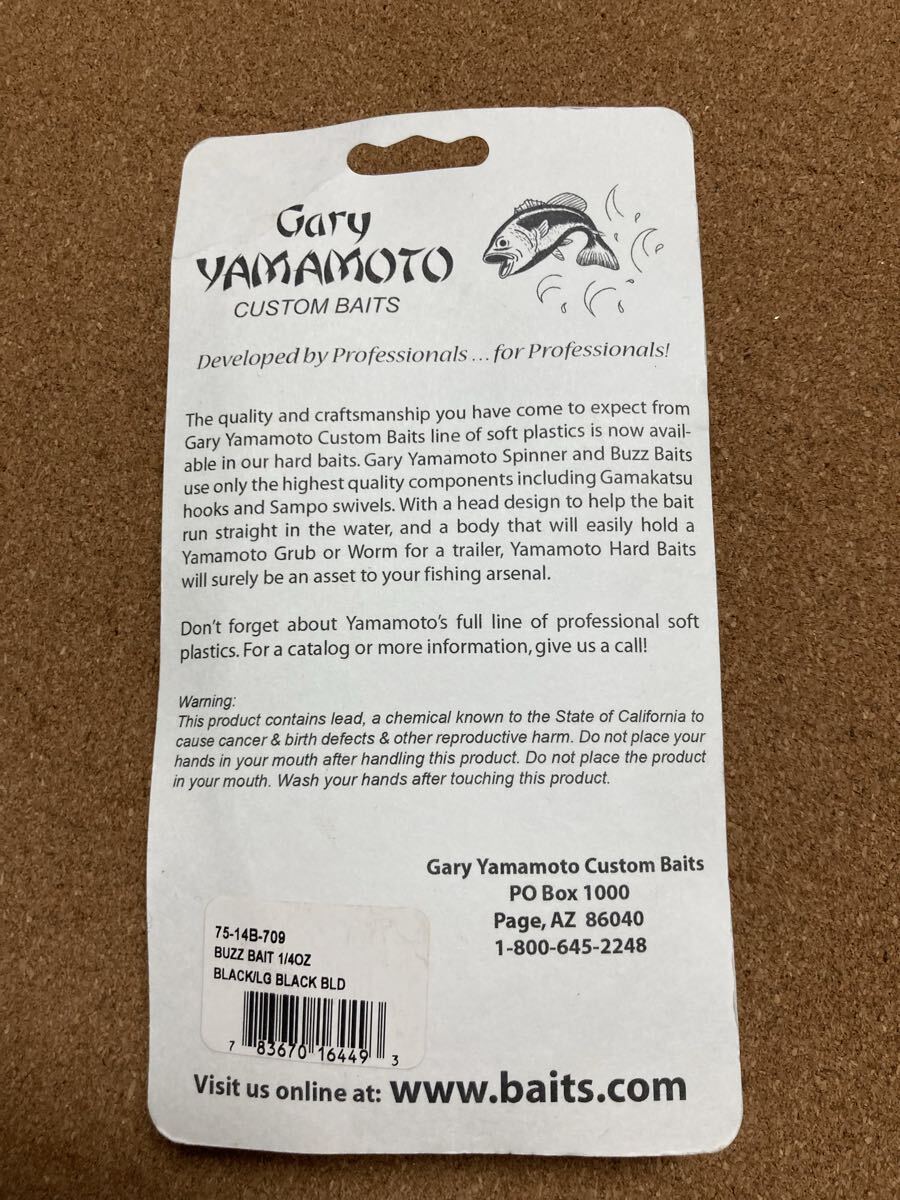 Gary
YAMAMOTO
CUSTOM BAITS
Developed by Professionals ... for Professionals!
The quality and craftsmanship you have come to expect from
Gary Yamamoto Custom Baits line of soft plastics is now avail-
able in our hard baits. Gary Yamamoto Spinner and Buzz Baits
use only the highest quality components including Gamakatsu
hooks and Sampo swivels. With a head design to help the bait
run straight in the water, and a body that will easily hold a
Yamamoto Grub or Worm for a trailer, Yamamoto Hard Baits
will surely be an asset to your fishing arsenal.
Don't forget about Yamamoto's full line of professional soft
plastics. For a catalog or more information, give us a call!
Warning:
This product contains lead, a chemical known to the State of California to
cause cancer & birth defects & other reproductive harm. Do not place your
hands in your mouth after handling this product. Do not place the product
in your mouth. Wash your hands after touching this product.
Gary Yamamoto Custom Baits
PO Box 1000
Page, AZ 86040
1-800-645-2248
75-14B-709
BUZZ BAIT 1/4OZ
BLACK/LG BLACK BLD
7 83670 16449 3
Visit us online at: www.baits.com